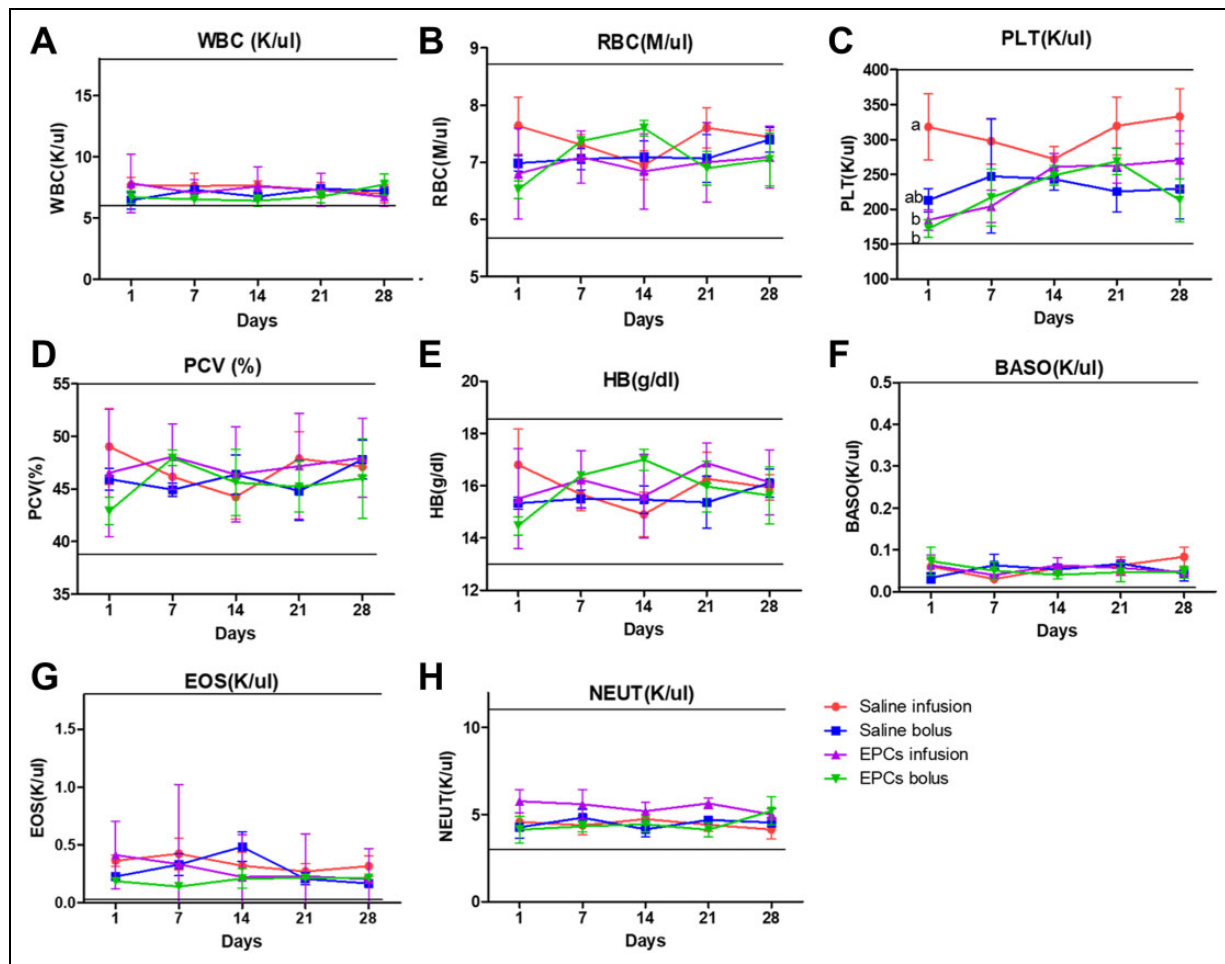 A
WBC (K/ul)
WBC(K/ul)
15
10
5
0
1 7 14 21 28
Days
B
RBC(M/ul)
RBC(M/ul)
9
8
7
6
5
1 7 14 21 28
Days
C
PLT(K/ul)
PLT(K/ul)
400
350
300
250
200
150
100
a
ab
b
b
1 7 14 21 28
Days
D
PCV (%)
PCV(%)
55
50
45
40
35
1 7 14 21 28
Days
E
HB(g/dl)
HB(g/dl)
20
18
16
14
12
1 7 14 21 28
Days
F
BASO(K/ul)
BASO(K/ul)
0.5
0.4
0.3
0.2
0.1
0.0
1 7 14 21 28
Days
G
EOS(K/ul)
EOS(K/ul)
1.5
1.0
0.5
0.0
1 7 14 21 28
Days
H
NEUT(K/ul)
NEUT(K/ul)
10
5
0
1 7 14 21 28
Days
Saline infusion
Saline bolus
EPCs infusion
EPCs bolus